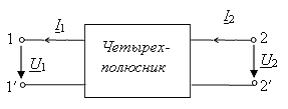 I1
I2
1
2
U1
Четырех-
полюсник
U2
1′
2′